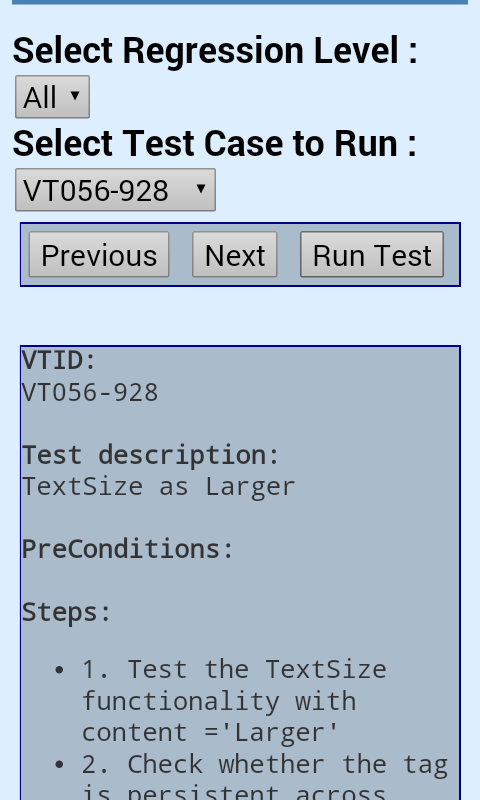 Select Regression Level :
All
Select Test Case to Run :
VT056-928
Previous Next Run Test
VTID:
VT056-928
Test description:
TextSize as Larger
PreConditions:
Steps:
• 1. Test the TextSize
functionality with
content ='Larger'
• 2. Check whether the tag
is persistent across